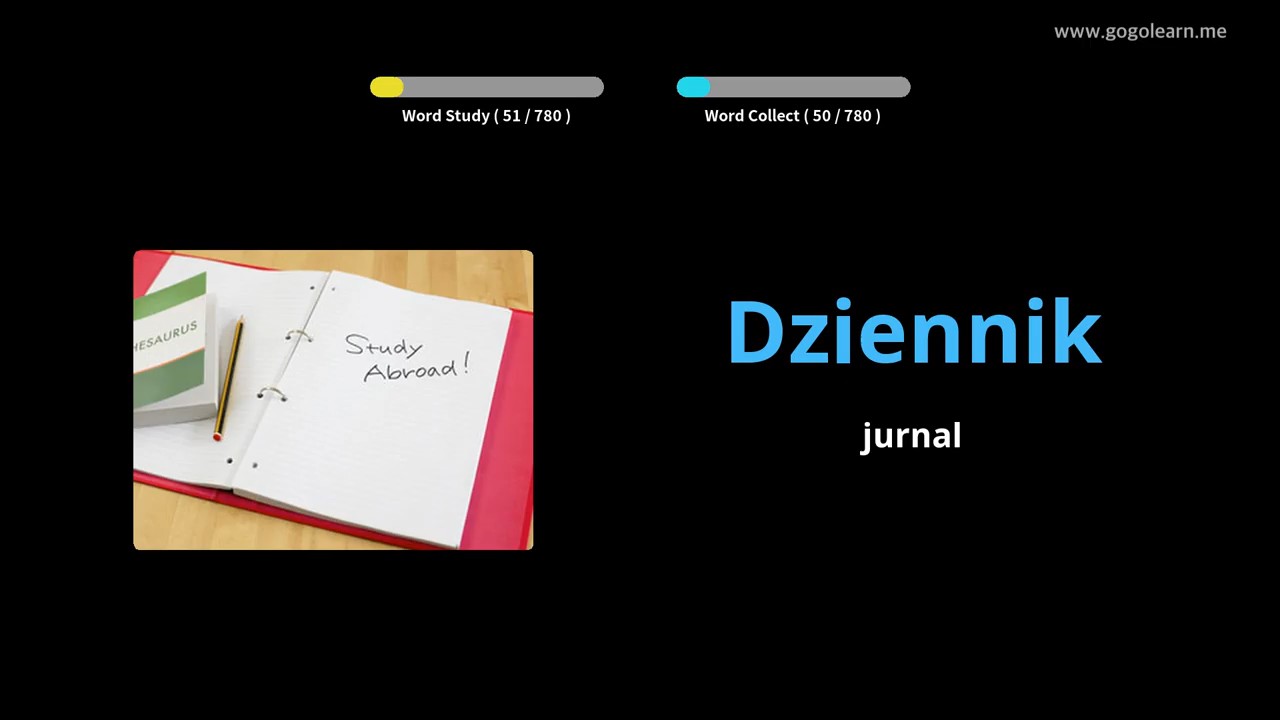 www.gogolearn.me
Word Study ( 51 / 780 )
Word Collect ( 50 / 780 )
HESAURUS
Study
Abroad!
Dziennik
jurnal